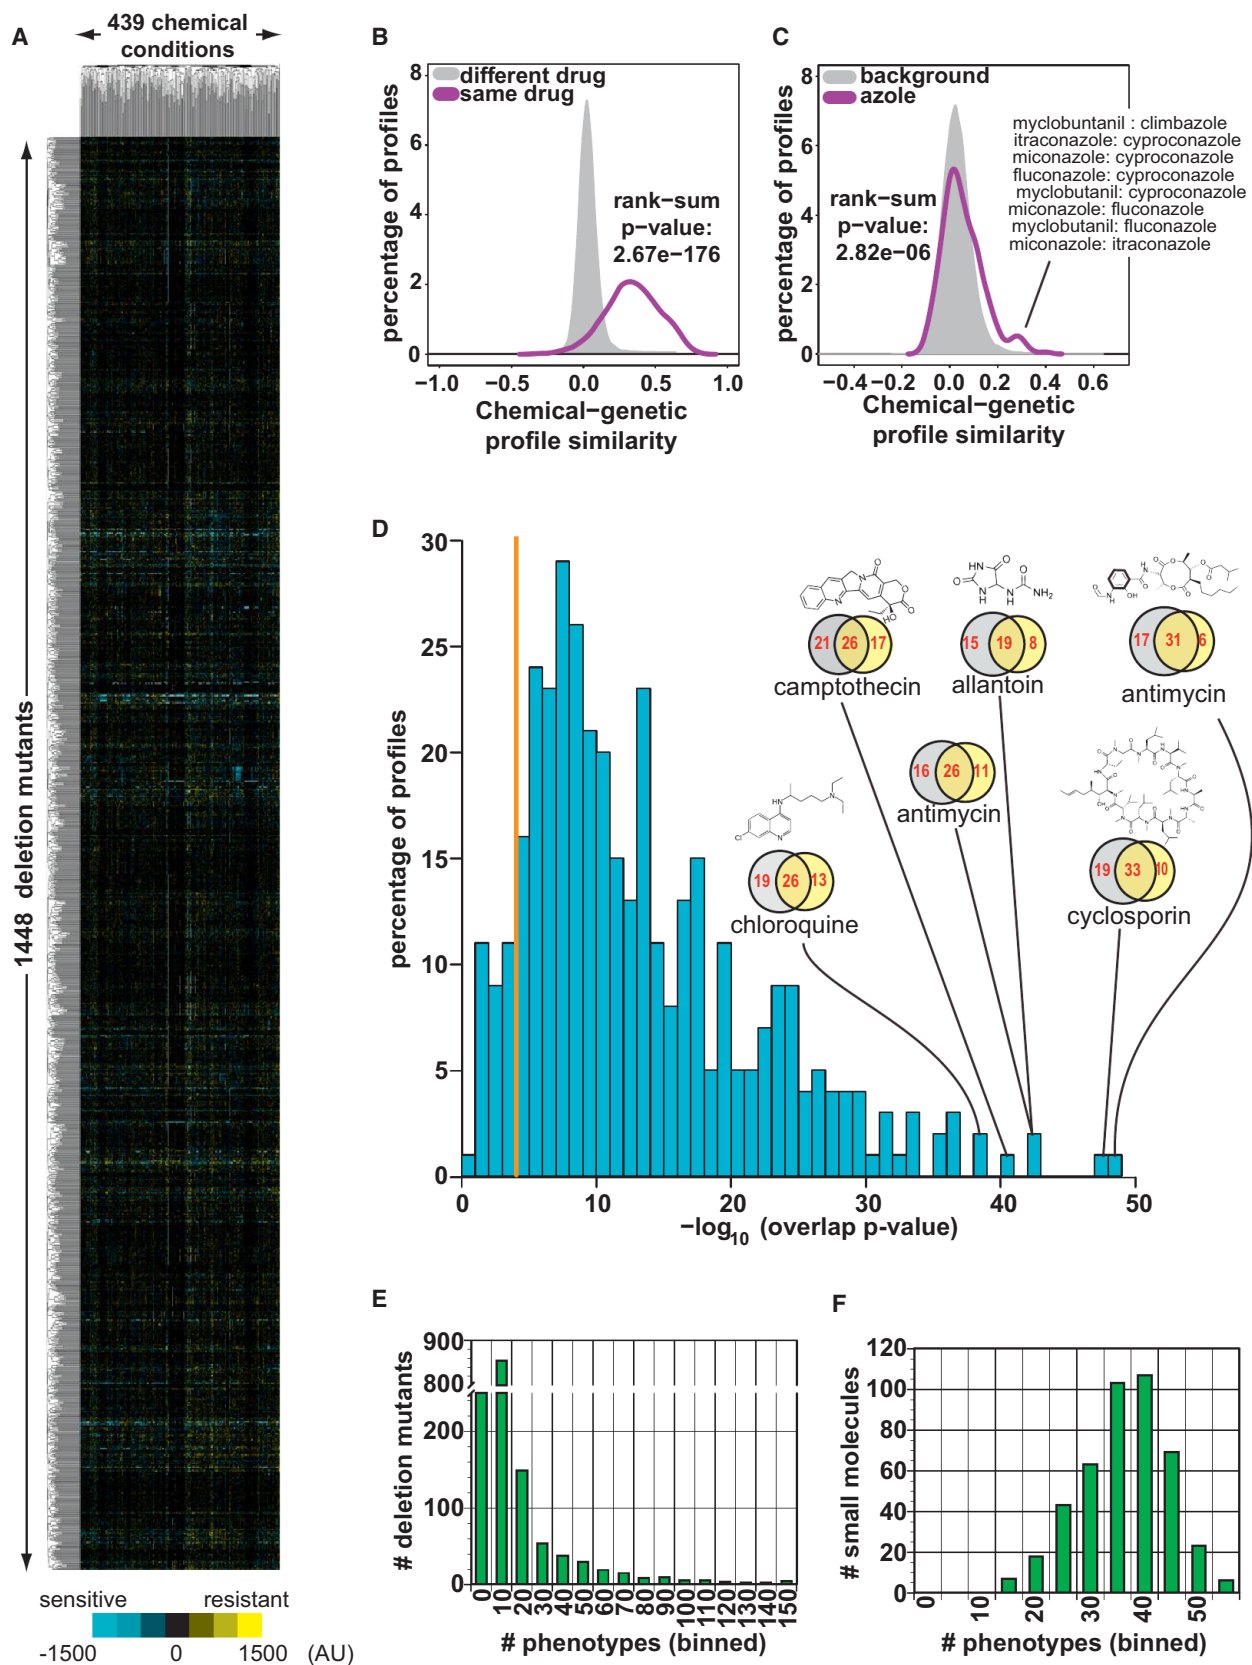 A
439 chemical
conditions
1448 deletion mutants
sensitive
resistant
-1500
0
1500
(AU)
B
different drug
same drug
percentage of profiles
8
6
4
2
0
rank−sum
p−value:
2.67e−176
−1.0
−0.5
0.0
0.5
1.0
Chemical−genetic
profile similarity
C
background
azole
percentage of profiles
8
6
4
2
0
rank−sum
p−value:
2.82e−06
myclobuntanil : climbazole
itraconazole: cyproconazole
miconazole: cyproconazole
fluconazole: cyproconazole
myclobutanil: cyproconazole
miconazole: fluconazole
myclobutanil: fluconazole
miconazole: itraconazole
−0.4
−0.2
0.0
0.2
0.4
0.6
Chemical−genetic
profile similarity
D
percentage of profiles
30
25
20
15
10
5
0
0
10
20
30
40
50
−log10 (overlap p-value)
21 26 17
camptothecin
15 19 8
allantoin
17 31 6
antimycin
16 26 11
antimycin
19 26 13
chloroquine
19 33 10
cyclosporin
E
# deletion mutants
900
800
200
100
0
0 10 20 30 40 50 60 70 80 90 100 110 120 130 140 150
# phenotypes (binned)
F
# small molecules
120
100
80
60
40
20
0
0 10 20 30 40 50
# phenotypes (binned)